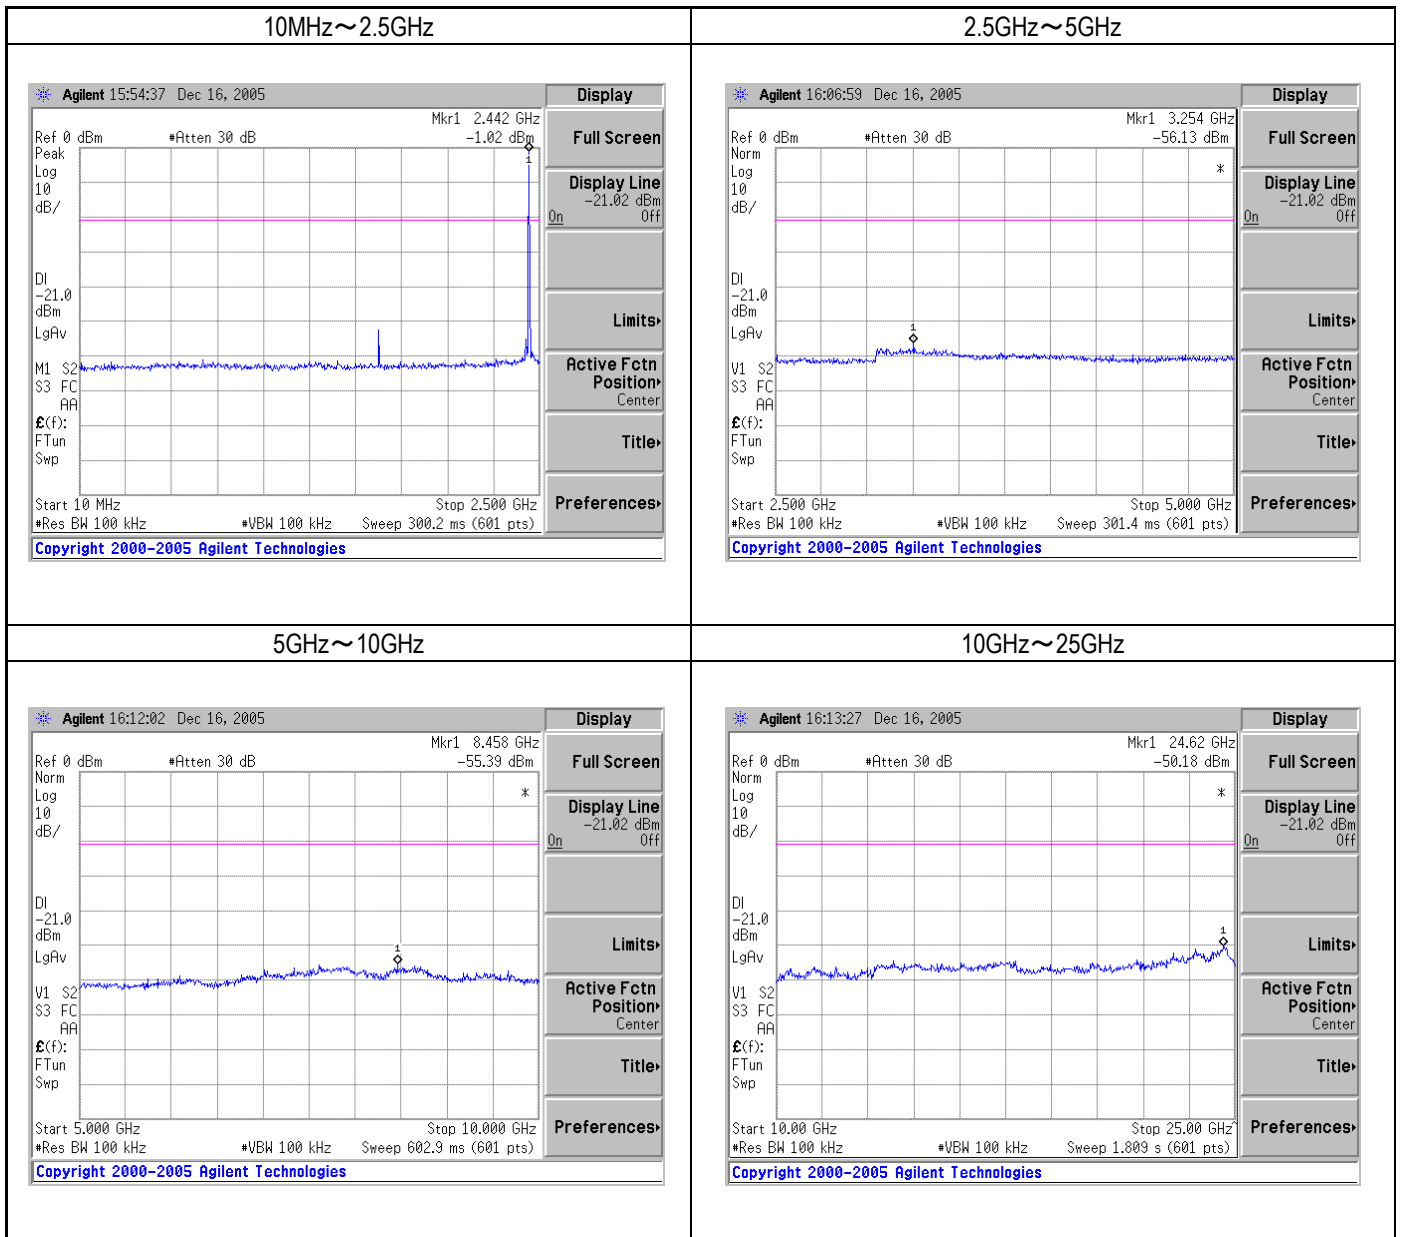 10MHz～2.5GHz
Agilent 15:54:37 Dec 16, 2005
Display
Mkr1 2.442 GHz
Ref 0 dBm #Atten 30 dB -1.02 dBm
Peak
Log
10
dB/
1
DI
-21.0
dBm
LgAv
M1 S2
S3 FC
AA
£(f):
FTun
Swp
Start 10 MHz Stop 2.500 GHz
#Res BW 100 kHz #VBW 100 kHz Sweep 300.2 ms (601 pts)
Full Screen
Display Line
-21.02 dBm
On Off
Limits
Active Fctn
Position
Center
Title
Preferences
Copyright 2000-2005 Agilent Technologies
2.5GHz～5GHz
Agilent 16:06:59 Dec 16, 2005
Display
Mkr1 3.254 GHz
Ref 0 dBm #Atten 30 dB -56.13 dBm
Norm
Log
10
dB/
*
1
DI
-21.0
dBm
LgAv
V1 S2
S3 FC
AA
£(f):
FTun
Swp
Start 2.500 GHz Stop 5.000 GHz
#Res BW 100 kHz #VBW 100 kHz Sweep 301.4 ms (601 pts)
Full Screen
Display Line
-21.02 dBm
On Off
Limits
Active Fctn
Position
Center
Title
Preferences
Copyright 2000-2005 Agilent Technologies
5GHz～10GHz
Agilent 16:12:02 Dec 16, 2005
Display
Mkr1 8.458 GHz
Ref 0 dBm #Atten 30 dB -55.39 dBm
Norm
Log
10
dB/
*
1
DI
-21.0
dBm
LgAv
V1 S2
S3 FC
AA
£(f):
FTun
Swp
Start 5.000 GHz Stop 10.000 GHz
#Res BW 100 kHz #VBW 100 kHz Sweep 602.9 ms (601 pts)
Full Screen
Display Line
-21.02 dBm
On Off
Limits
Active Fctn
Position
Center
Title
Preferences
Copyright 2000-2005 Agilent Technologies
10GHz～25GHz
Agilent 16:13:27 Dec 16, 2005
Display
Mkr1 24.62 GHz
Ref 0 dBm #Atten 30 dB -50.18 dBm
Norm
Log
10
dB/
*
1
DI
-21.0
dBm
LgAv
V1 S2
S3 FC
AA
£(f):
FTun
Swp
Start 10.00 GHz Stop 25.00 GHz^
#Res BW 100 kHz #VBW 100 kHz Sweep 1.809 s (601 pts)
Full Screen
Display Line
-21.02 dBm
On Off
Limits
Active Fctn
Position
Center
Title
Preferences
Copyright 2000-2005 Agilent Technologies